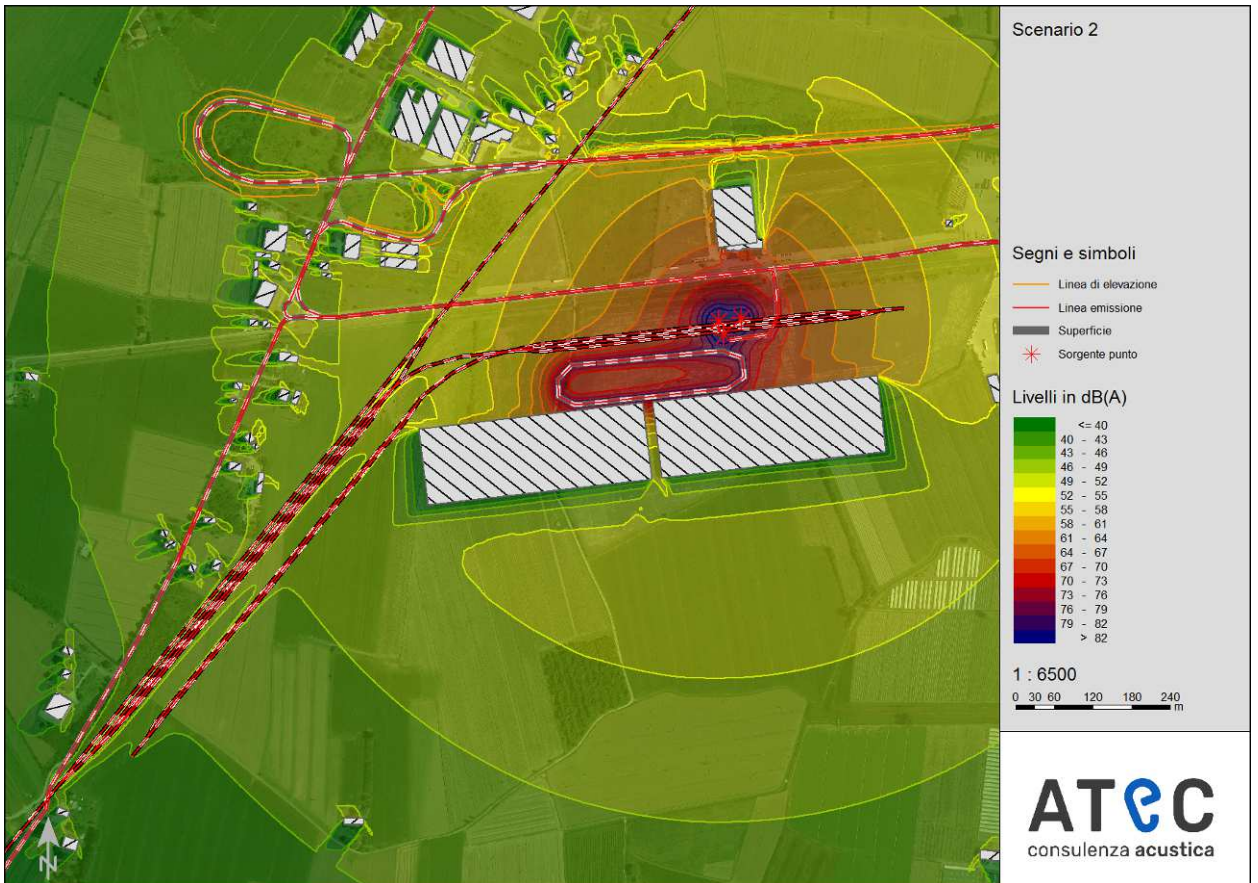 Scenario 2
Segni e simboli
Linea di elevazione
Linea emissione
Superficie
Sorgente punto
Livelli in dB(A)
<= 40
40 - 43
43 - 46
46 - 49
49 - 52
52 - 55
55 - 58
58 - 61
61 - 64
64 - 67
67 - 70
70 - 73
73 - 76
76 - 79
79 - 82
> 82
1 : 6500
0 30 60 120 180 240
m
N
ATeC
consulenza acustica